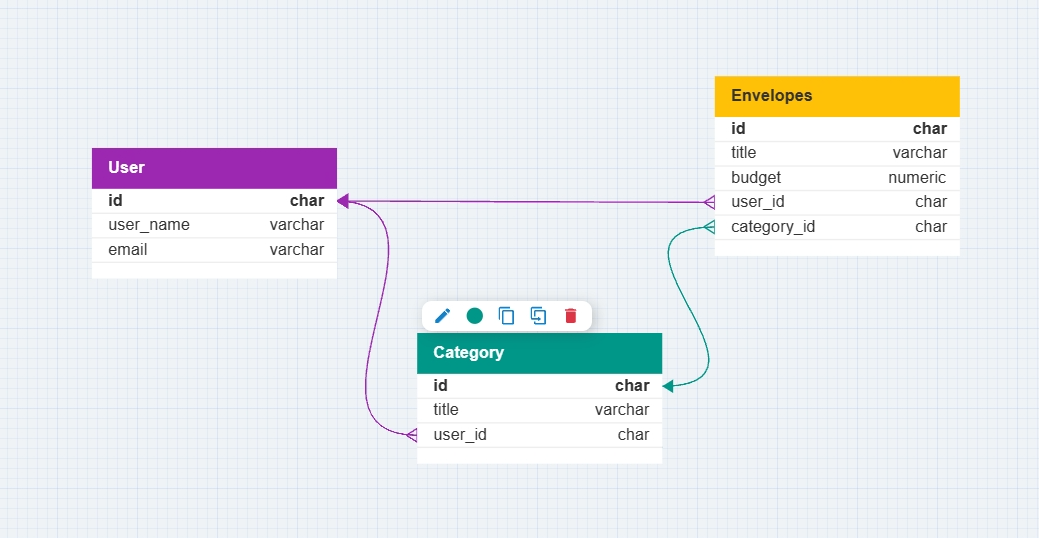 User
id char
user_name varchar
email varchar
Envelopes
id char
title varchar
budget numeric
user_id char
category_id char
Category
id char
title varchar
user_id char